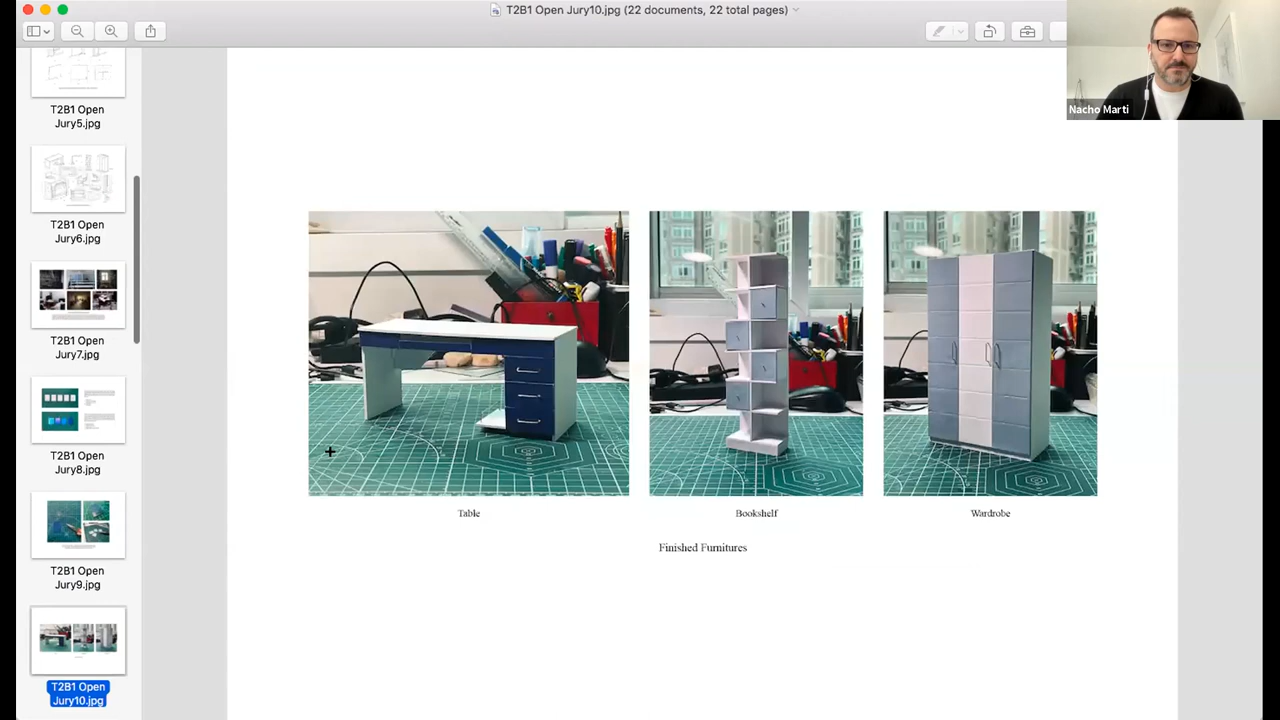 T2B1 Open Jury10.jpg (22 documents, 22 total pages)
Nacho Marti
T2B1 Open
Jury5.jpg
T2B1 Open
Jury6.jpg
T2B1 Open
Jury7.jpg
T2B1 Open
Jury8.jpg
T2B1 Open
Jury9.jpg
T2B1 Open
Jury10.jpg
Table
Bookshelf
Wardrobe
Finished Furnitures